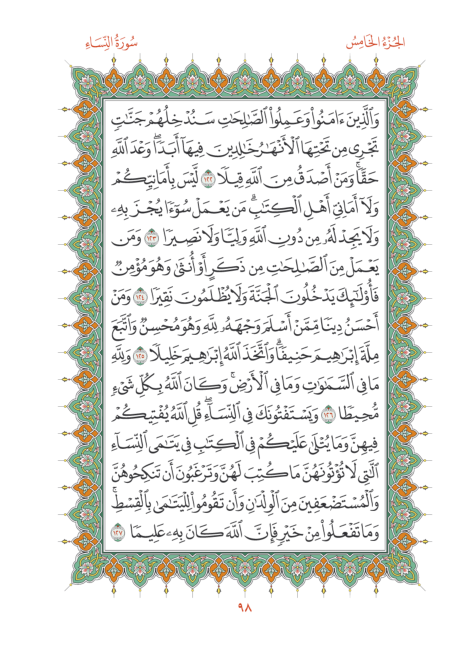 الجُزْءُ الخَامِسُ
سُورَةُ النِّسَاءِ
وَٱلَّذِينَ ءَامَنُوا۟ وَعَمِلُوا۟ ٱلصَّٰلِحَٰتِ سَنُدْخِلُهُمْ جَنَّٰتٍ
تَجْرِى مِن تَحْتِهَا ٱلْأَنْهَٰرُ خَٰلِدِينَ فِيهَآ أَبَدًا ۖ وَعْدَ ٱللَّهِ
حَقًّا ۚ وَمَنْ أَصْدَقُ مِنَ ٱللَّهِ قِيلًا ١٢٢ لَّيْسَ بِأَمَانِيِّكُمْ
وَلَآ أَمَانِىِّ أَهْلِ ٱلْكِتَٰبِ ۗ مَن يَعْمَلْ سُوٓءًا يُجْزَ بِهِۦ
وَلَا يَجِدْ لَهُۥ مِن دُونِ ٱللَّهِ وَلِيًّا وَلَا نَصِيرًا ١٢٣ وَمَن
يَعْمَلْ مِنَ ٱلصَّٰلِحَٰتِ مِن ذَكَرٍ أَوْ أُنثَىٰ وَهُوَ مُؤْمِنٌ
فَأُو۟لَٰٓئِكَ يَدْخُلُونَ ٱلْجَنَّةَ وَلَا يُظْلَمُونَ نَقِيرًا ١٢٤ وَمَنْ
أَحْسَنُ دِينًا مِّمَّنْ أَسْلَمَ وَجْهَهُۥ لِلَّهِ وَهُوَ مُحْسِنٌ وَٱتَّبَعَ
مِلَّةَ إِبْرَٰهِيمَ حَنِيفًا ۗ وَٱتَّخَذَ ٱللَّهُ إِبْرَٰهِيمَ خَلِيلًا ١٢٥ وَلِلَّهِ
مَا فِى ٱلسَّمَٰوَٰتِ وَمَا فِى ٱلْأَرْضِ ۚ وَكَانَ ٱللَّهُ بِكُلِّ شَىْءٍ
مُّحِيطًا ١٢٦ وَيَسْتَفْتُونَكَ فِى ٱلنِّسَآءِ ۖ قُلِ ٱللَّهُ يُفْتِيكُمْ
فِيهِنَّ وَمَا يُتْلَىٰ عَلَيْكُمْ فِى ٱلْكِتَٰبِ فِى يَتَٰمَى ٱلنِّسَآءِ
ٱلَّٰتِى لَا تُؤْتُونَهُنَّ مَا كُتِبَ لَهُنَّ وَتَرْغَبُونَ أَن تَنكِحُوهُنَّ
وَٱلْمُسْتَضْعَفِينَ مِنَ ٱلْوِلْدَٰنِ وَأَن تَقُومُوا۟ لِلْيَتَٰمَىٰ بِٱلْقِسْطِ ۚ
وَمَا تَفْعَلُوا۟ مِنْ خَيْرٍ فَإِنَّ ٱللَّهَ كَانَ بِهِۦ عَلِيمًا ١٢٧
٩٨